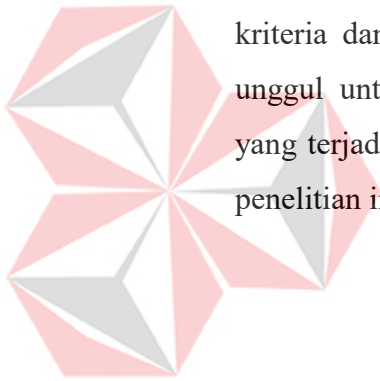 kriteria dan
unggul unt
yang terjad
penelitian i